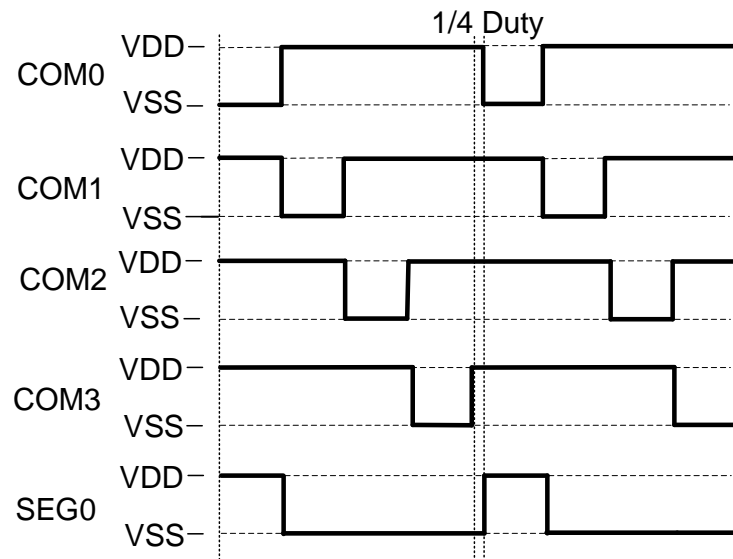 1/4 Duty
VDD
COM0
VSS
VDD
COM1
VSS
VDD
COM2
VSS
VDD
COM3
VSS
VDD
SEG0
VSS